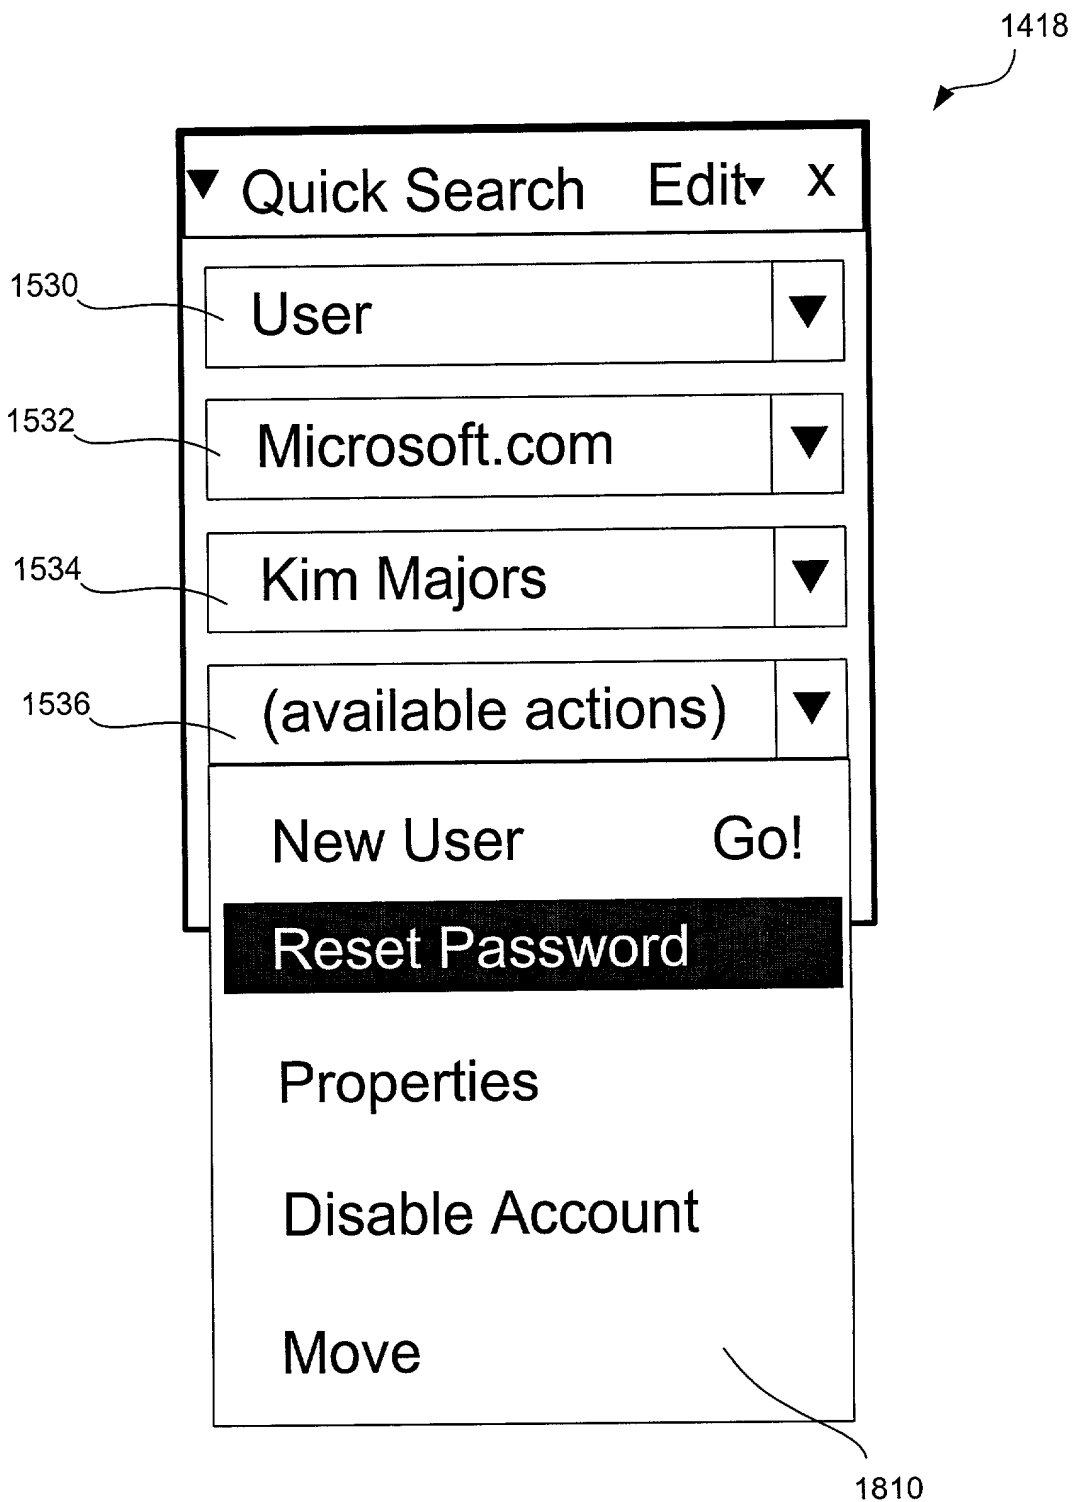 1418
Quick Search Edit x
1530
User
1532
Microsoft.com
1534
Kim Majors
1536
(available actions)
New User Go!
Reset Password
Properties
Disable Account
Move
1810